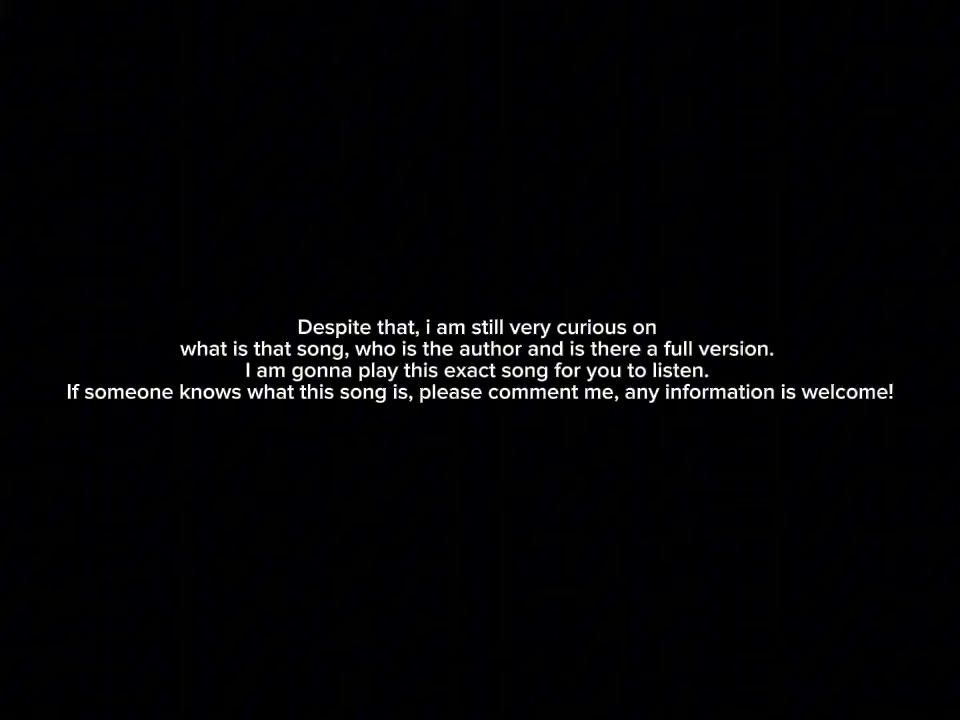 Despite that, i am still very curious on
what is that song, who is the author and is there a full version.
I am gonna play this exact song for you to listen.
If someone knows what this song is, please comment me, any information is welcome!